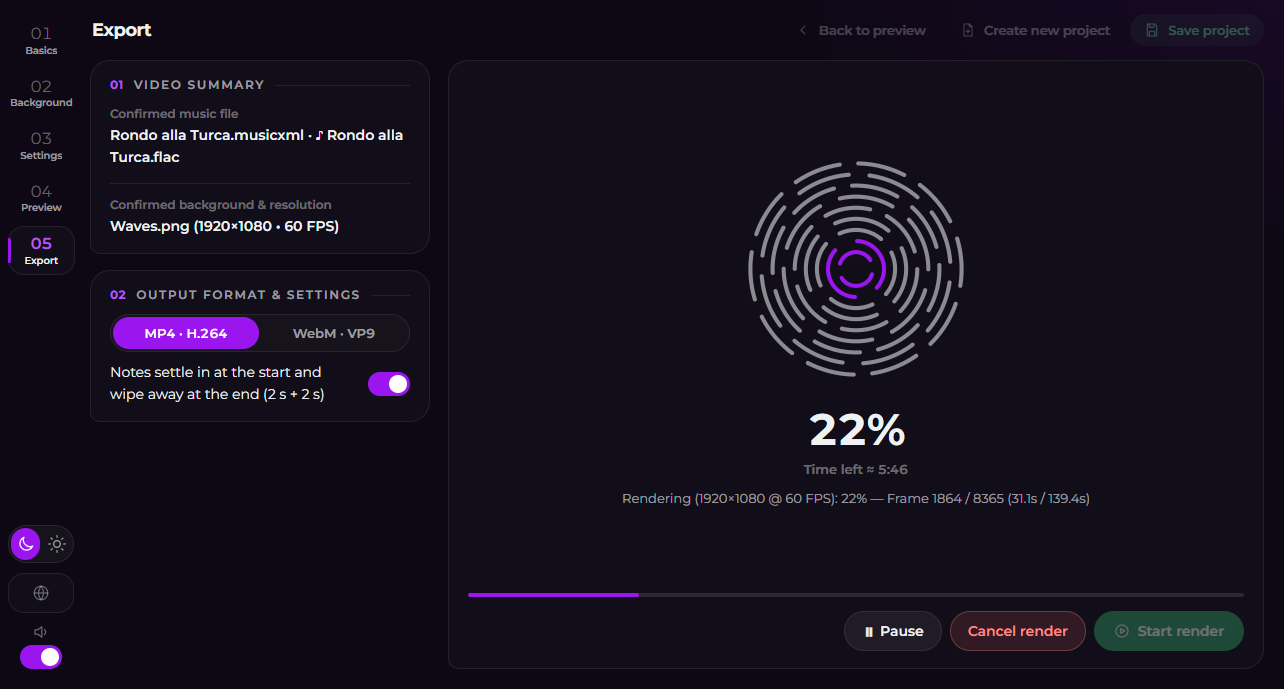 01
Basics
02
Background
03
Settings
04
Preview
05
Export
Export
Back to preview
Create new project
Save project
01 VIDEO SUMMARY
Confirmed music file
Rondo alla Turca.musicxml · ♪ Rondo alla
Turca.flac
Confirmed background & resolution
Waves.png (1920×1080 • 60 FPS)
02 OUTPUT FORMAT & SETTINGS
MP4 · H.264
WebM · VP9
Notes settle in at the start and
wipe away at the end (2 s + 2 s)
22%
Time left ≈ 5:46
Rendering (1920×1080 @ 60 FPS): 22% — Frame 1864 / 8365 (31.1s / 139.4s)
Pause
Cancel render
Start render